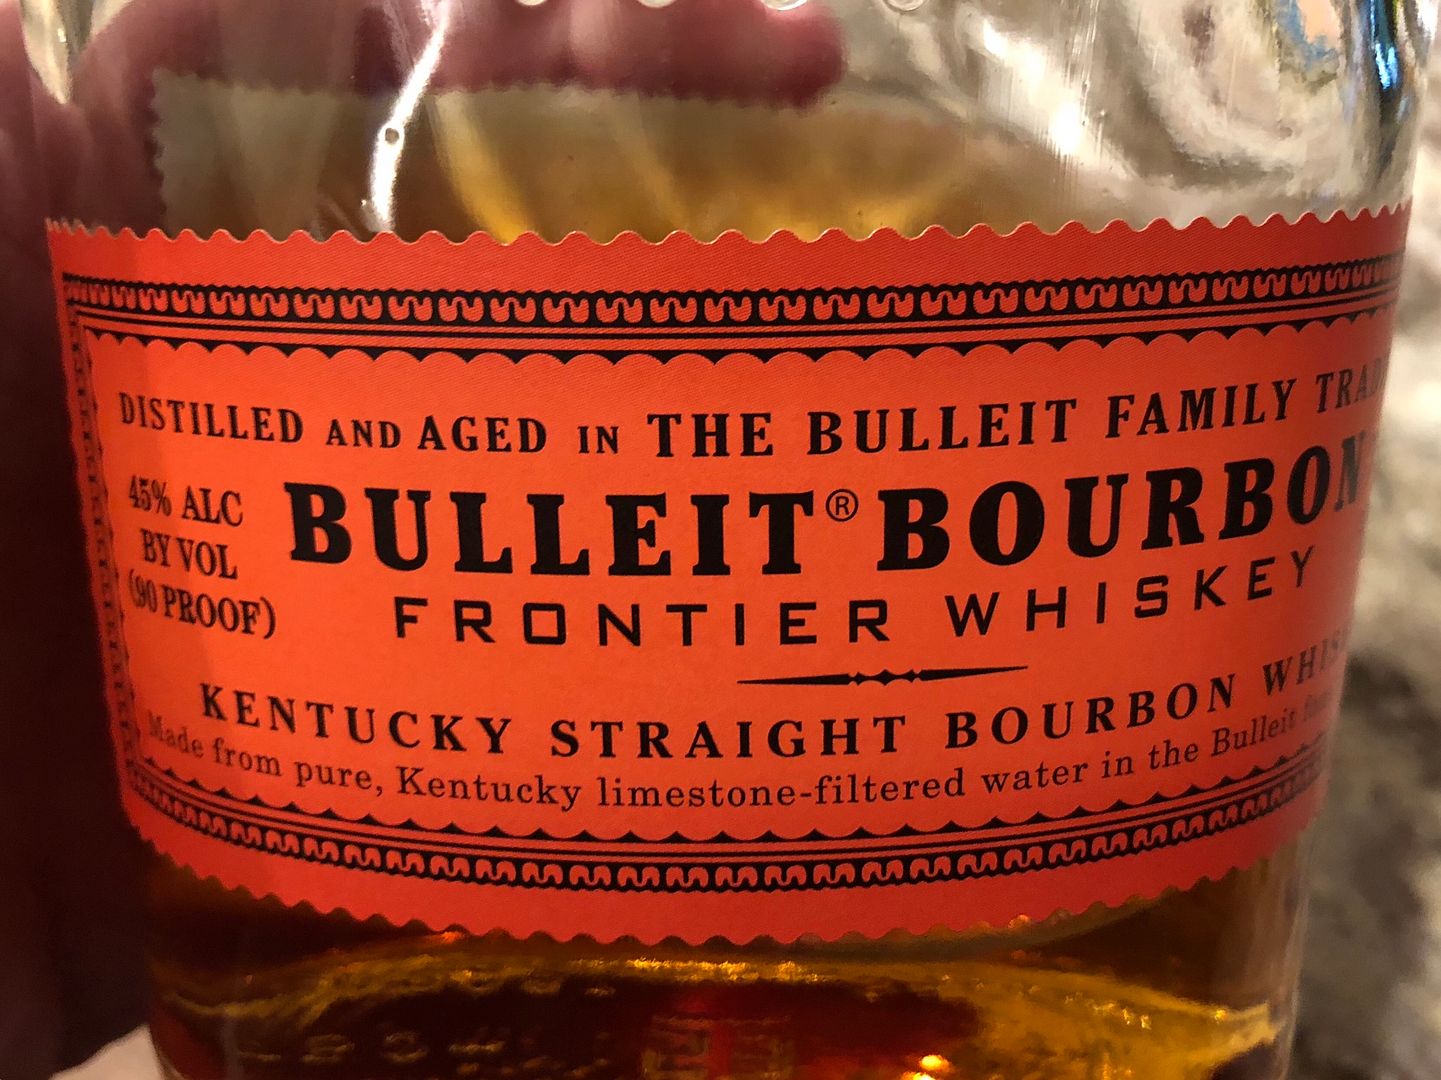 DISTILLED AND AGED IN THE BULLEIT FAMILY
45% ALC
BY VOL
(90 PROOF)
BULLEIT® BOURBON
FRONTIER WHISKEY
KENTUCKY STRAIGHT BOURBON
Made from pure, Kentucky limestone-filtered water in the Bulleit